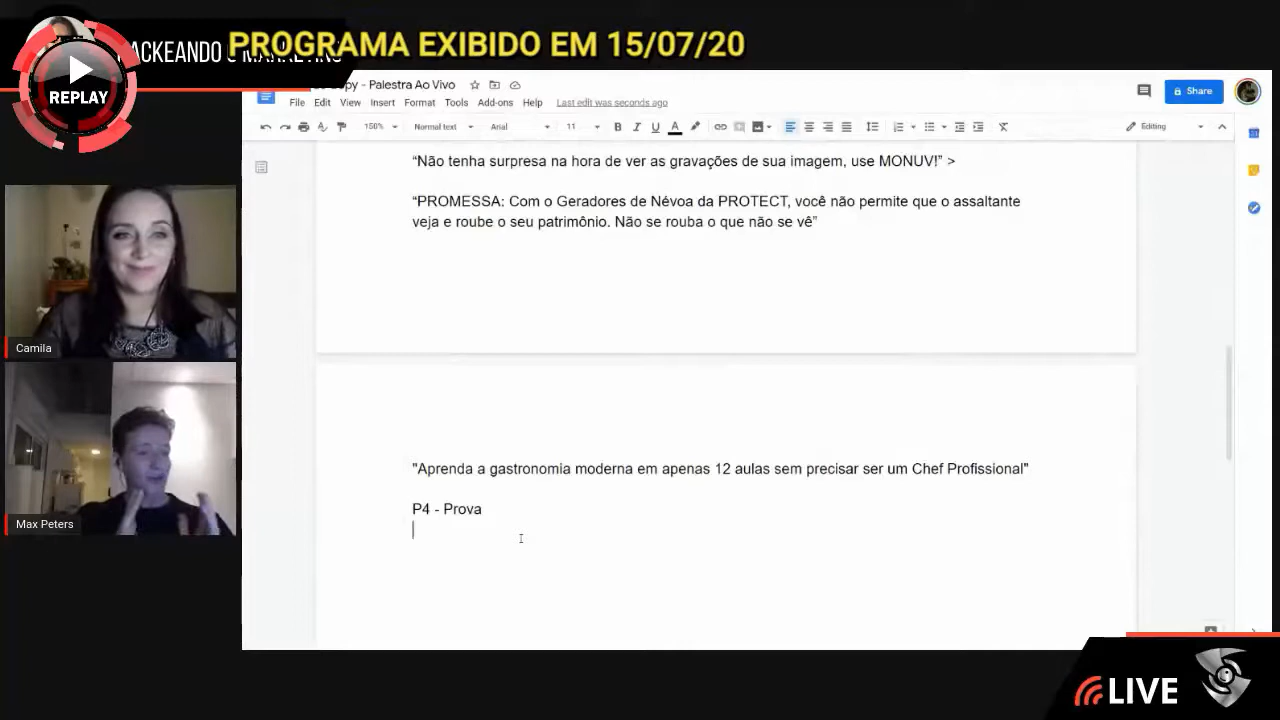 PROGRAMA EXIBIDO EM 15/07/20
REPLAY
Copy - Palestra Ao Vivo
File Edit View Insert Format Tools Add-ons Help Last edit was seconds ago
Share
150% Normal text Arial 11 B I U A Editing
“Não tenha surpresa na hora de ver as gravações de sua imagem, use MONUV!” >
“PROMESSA: Com o Geradores de Névoa da PROTECT, você não permite que o assaltante
veja e roube o seu patrimônio. Não se rouba o que não se vê”
Camila
"Aprenda a gastronomia moderna em apenas 12 aulas sem precisar ser um Chef Profissional"
P4 - Prova
Max Peters
LIVE